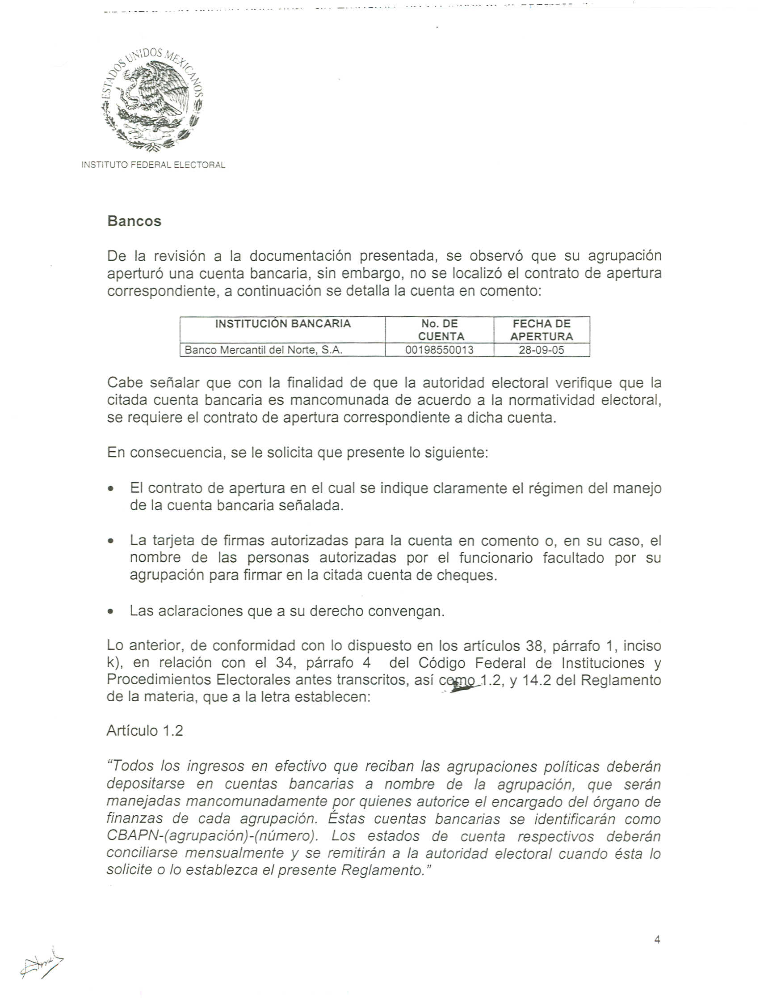 ESTADOS UNIDOS MEXICANOS
INSTITUTO FEDERAL ELECTORAL
Bancos
De la revisión a la documentación presentada, se observó que su agrupación
aperturó una cuenta bancaria, sin embargo, no se localizó el contrato de apertura
correspondiente, a continuación se detalla la cuenta en comento:
INSTITUCIÓN BANCARIA No. DE FECHA DE
CUENTA APERTURA
Banco Mercantil del Norte, S.A. 00198550013 28-09-05
Cabe señalar que con la finalidad de que la autoridad electoral verifique que la
citada cuenta bancaria es mancomunada de acuerdo a la normatividad electoral,
se requiere el contrato de apertura correspondiente a dicha cuenta.
En consecuencia, se le solicita que presente lo siguiente:
• El contrato de apertura en el cual se indique claramente el régimen del manejo
de la cuenta bancaria señalada.
• La tarjeta de firmas autorizadas para la cuenta en comento o, en su caso, el
nombre de las personas autorizadas por el funcionario facultado por su
agrupación para firmar en la citada cuenta de cheques.
• Las aclaraciones que a su derecho convengan.
Lo anterior, de conformidad con lo dispuesto en los artículos 38, párrafo 1, inciso
k), en relación con el 34, párrafo 4 del Código Federal de Instituciones y
Procedimientos Electorales antes transcritos, así como 1.2, y 14.2 del Reglamento
de la materia, que a la letra establecen:
Artículo 1.2
“Todos los ingresos en efectivo que reciban las agrupaciones políticas deberán
depositarse en cuentas bancarias a nombre de la agrupación, que serán
manejadas mancomunadamente por quienes autorice el encargado del órgano de
finanzas de cada agrupación. Éstas cuentas bancarias se identificarán como
CBAPN-(agrupación)-(número). Los estados de cuenta respectivos deberán
conciliarse mensualmente y se remitirán a la autoridad electoral cuando ésta lo
solicite o lo establezca el presente Reglamento.”
4